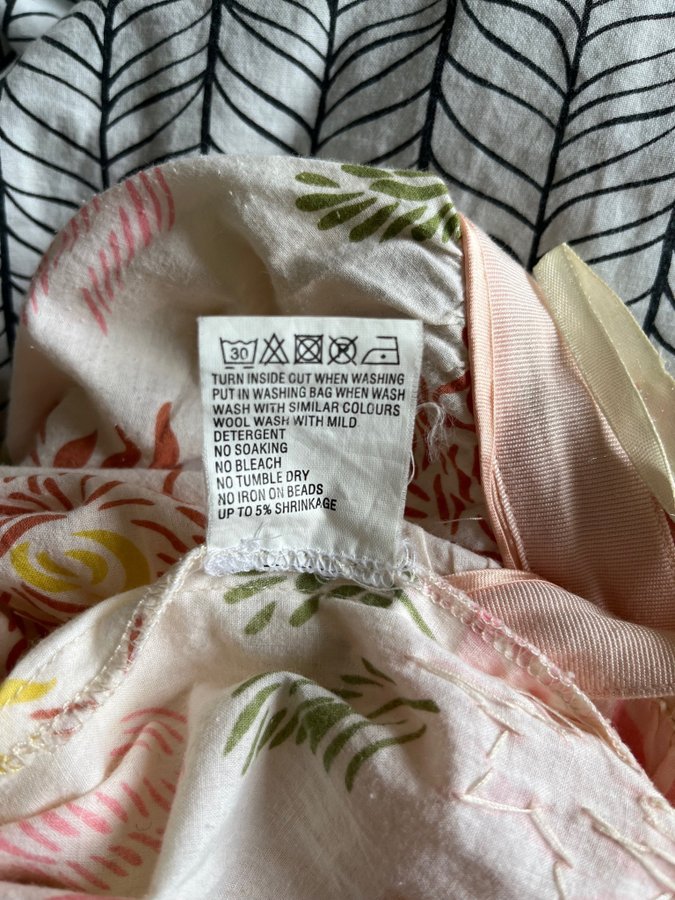 30 P
TURN INSIDE OUT WHEN WASHING
PUT IN WASHING BAG WHEN WASH
WASH WITH SIMILAR COLOURS
WOOL WASH WITH MILD
DETERGENT
NO SOAKING
NO BLEACH
NO TUMBLE DRY
NO IRON ON BEADS
UP TO 5% SHRINKAGE